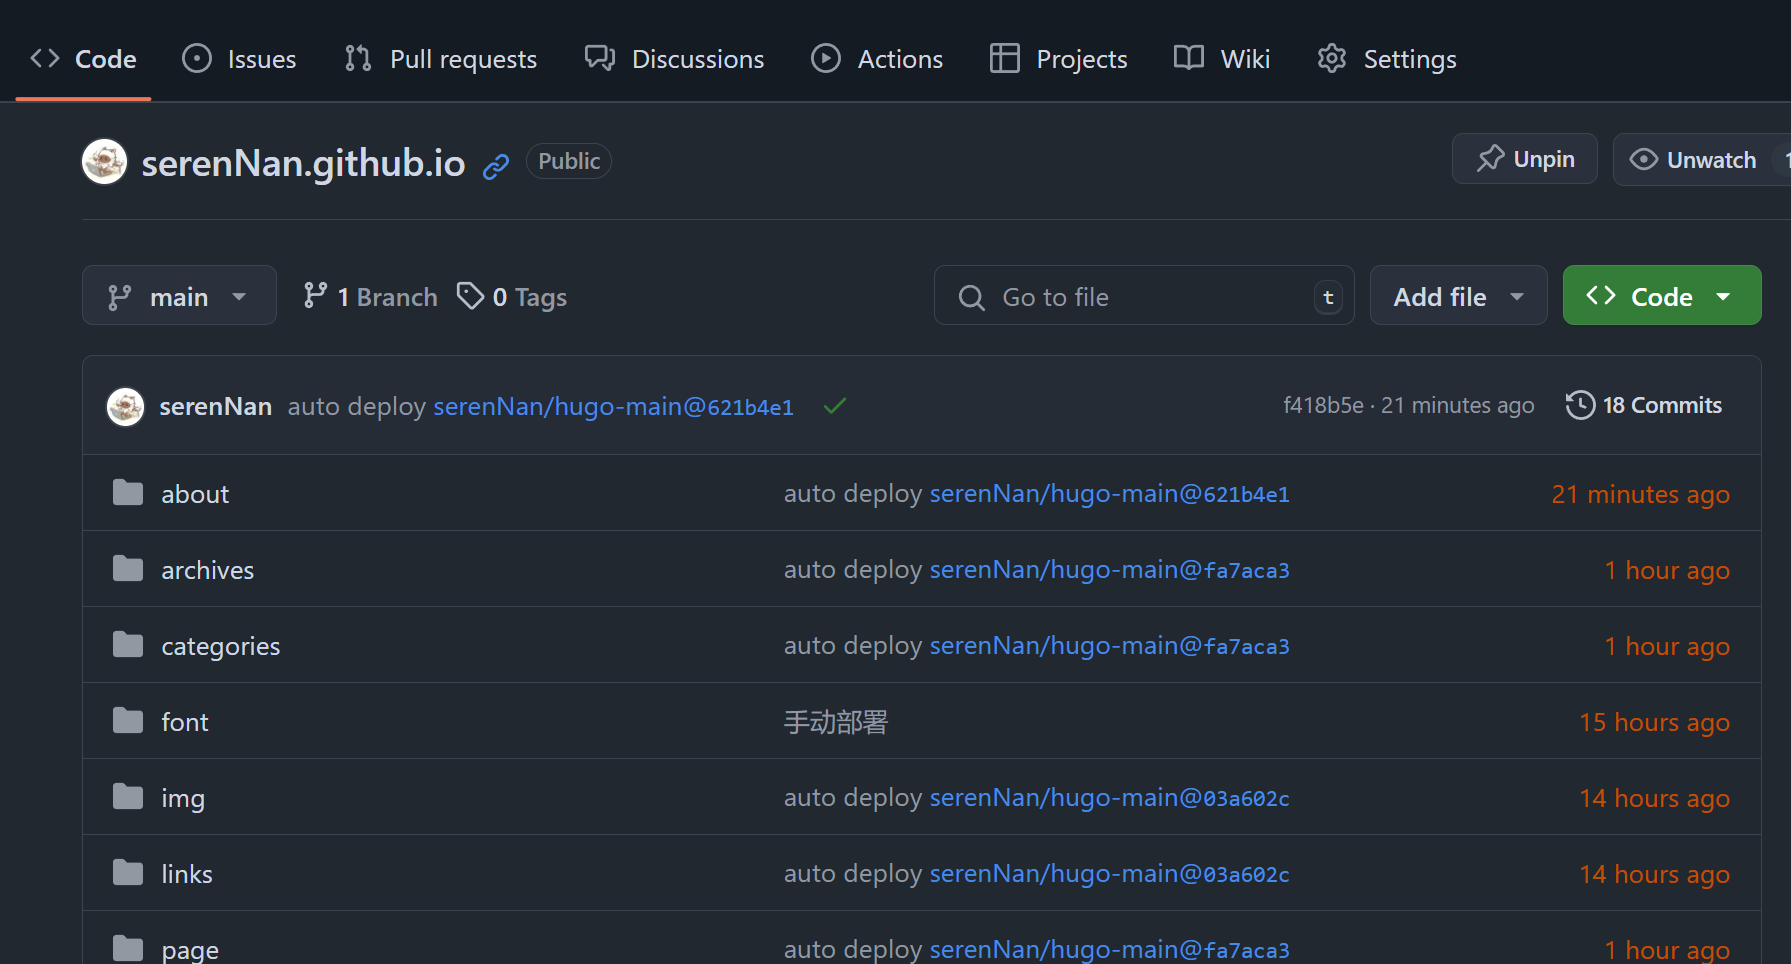 Code Issues Pull requests Discussions Actions Projects Wiki Settings
serenNan.github.io Public Unpin Unwatch 1
main 1 Branch 0 Tags Go to file t Add file Code
serenNan auto deploy serenNan/hugo-main@621b4e1 f418b5e · 21 minutes ago 18 Commits
about auto deploy serenNan/hugo-main@621b4e1 21 minutes ago
archives auto deploy serenNan/hugo-main@fa7aca3 1 hour ago
categories auto deploy serenNan/hugo-main@fa7aca3 1 hour ago
font 手动部署 15 hours ago
img auto deploy serenNan/hugo-main@03a602c 14 hours ago
links auto deploy serenNan/hugo-main@03a602c 14 hours ago
page auto deploy serenNan/hugo-main@fa7aca3 1 hour ago